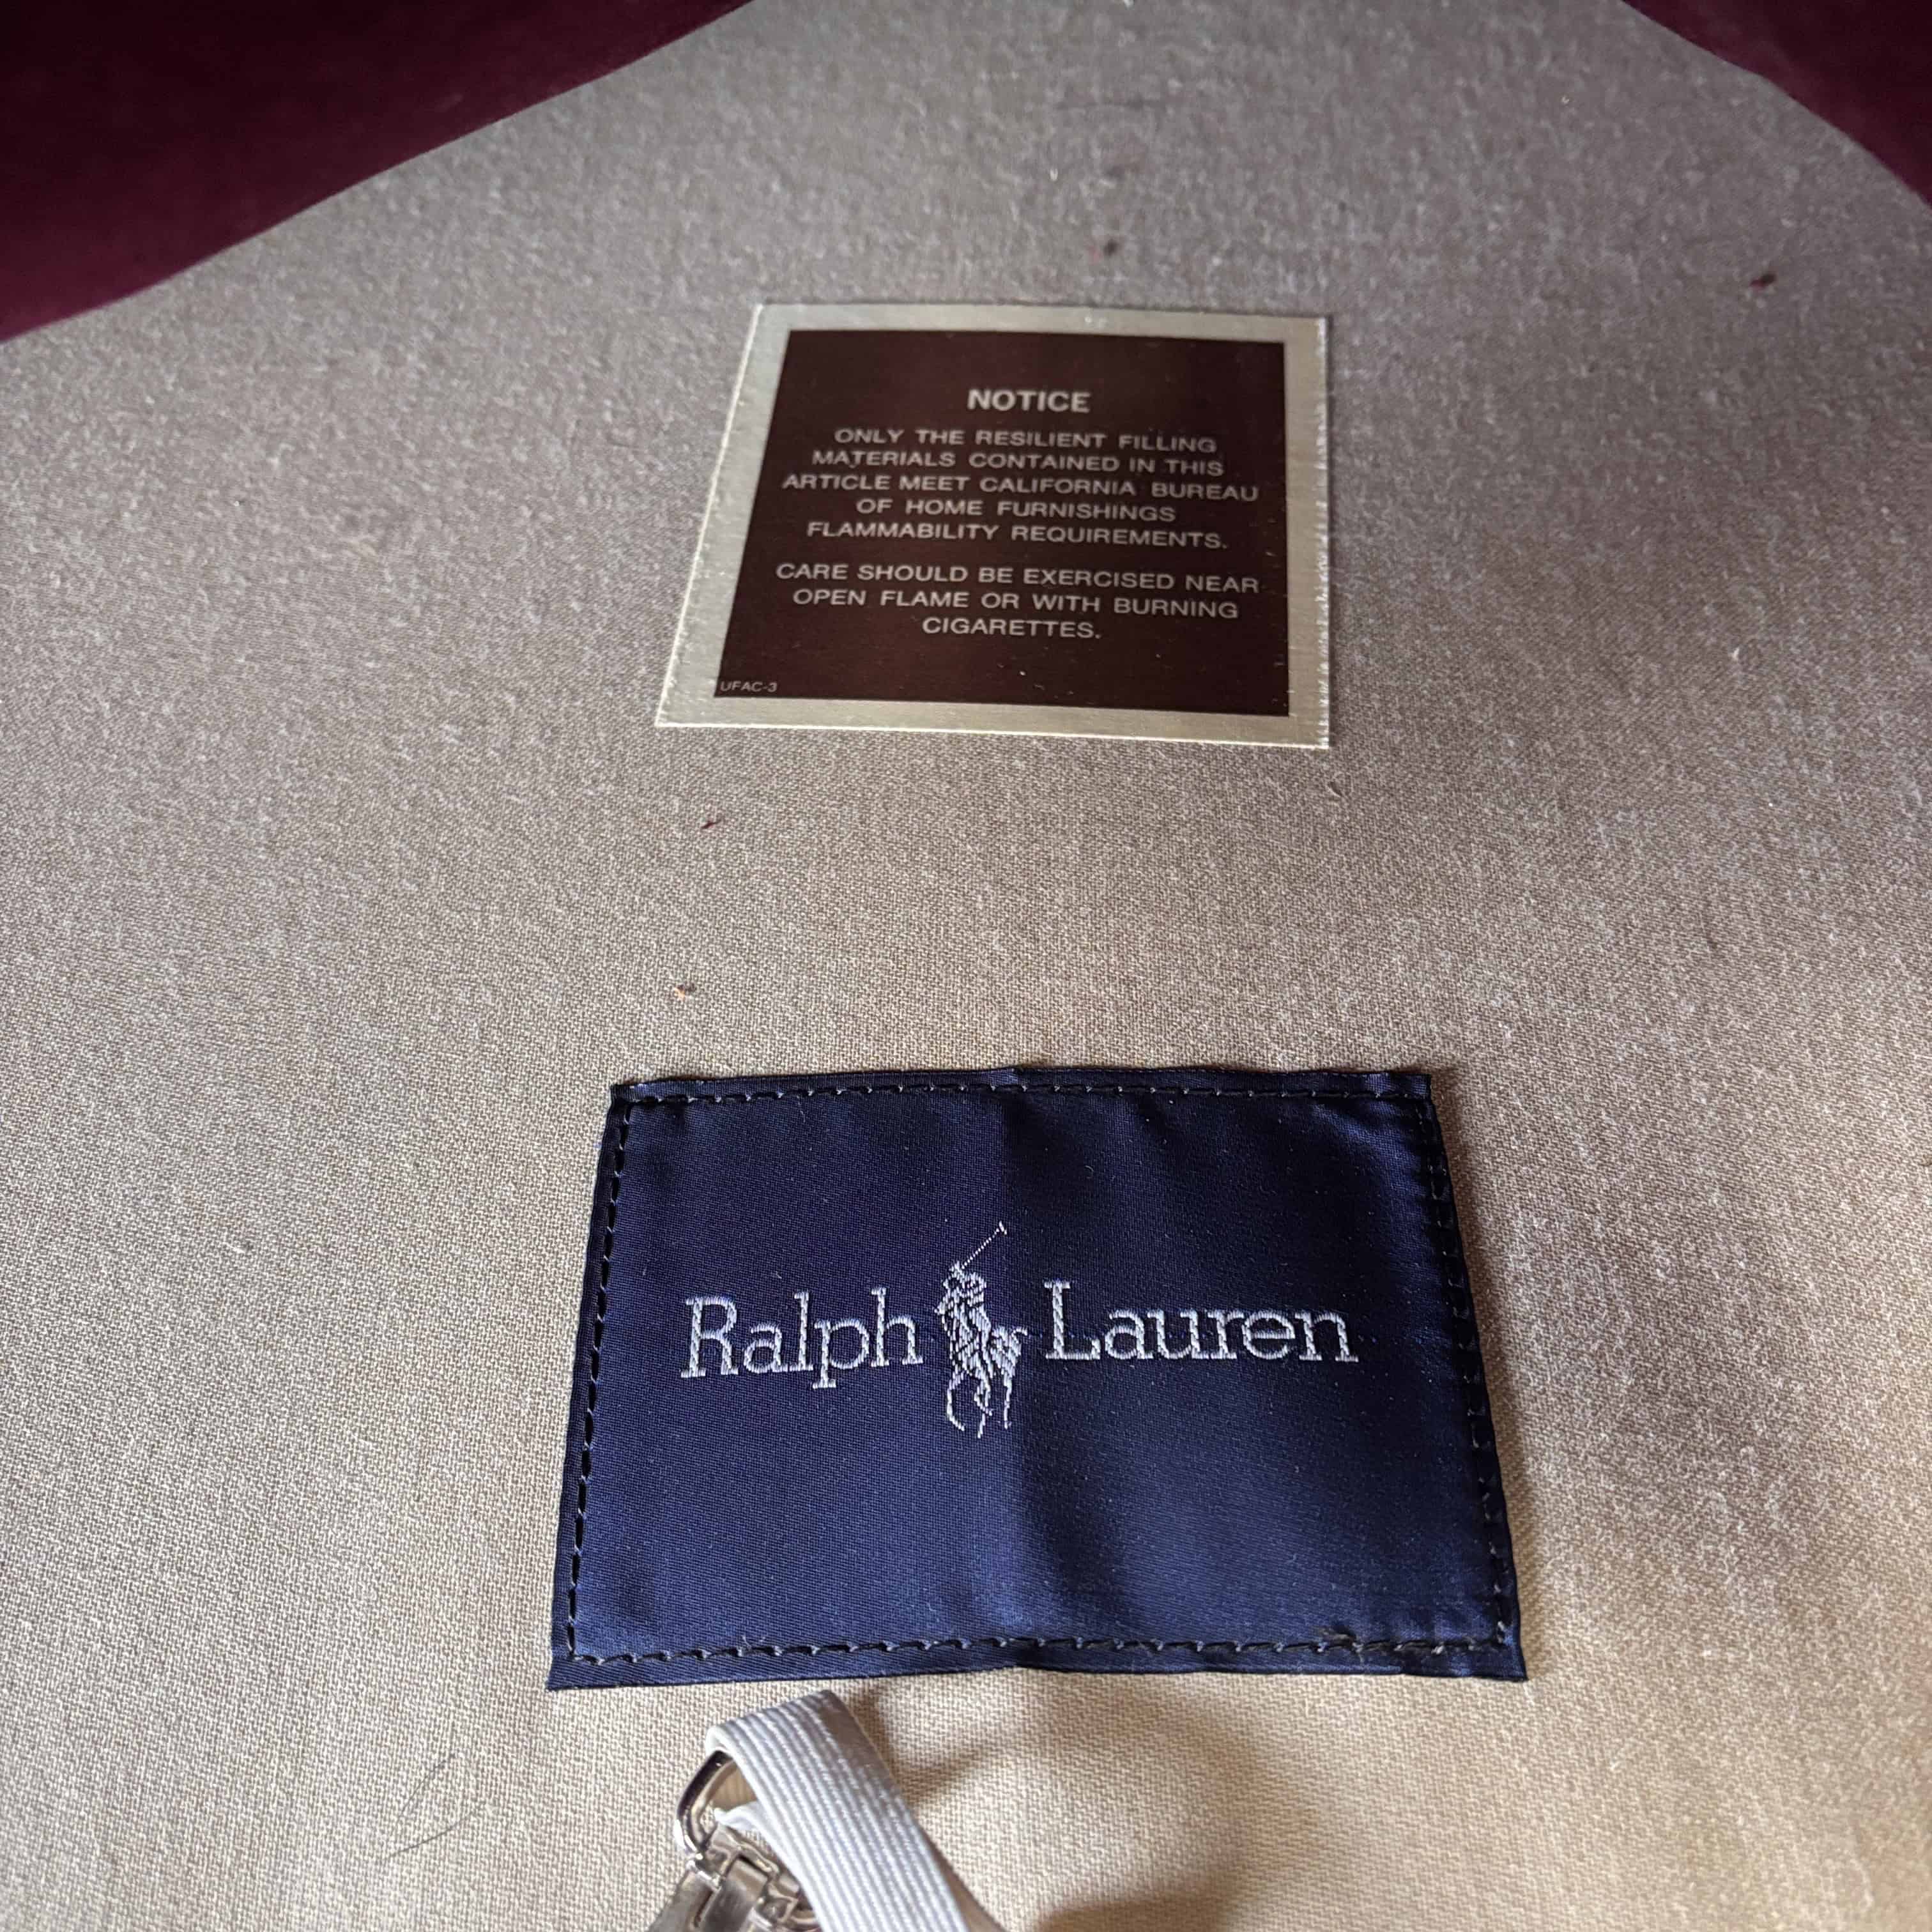 NOTICE
ONLY THE RESILIENT FILLING
MATERIALS CONTAINED IN THIS
ARTICLE MEET CALIFORNIA BUREAU
OF HOME FURNISHINGS
FLAMMABILITY REQUIREMENTS.
CARE SHOULD BE EXERCISED NEAR
OPEN FLAME OR WITH BURNING
CIGARETTES.
UFAC-3
Ralph Lauren